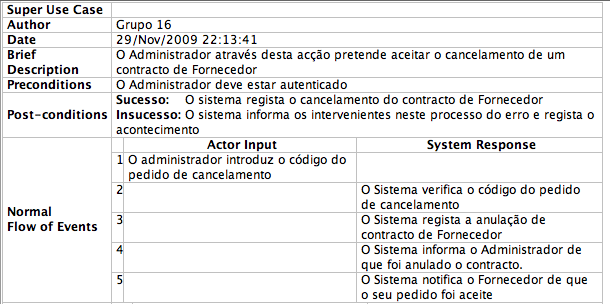 Super Use Case
Author Grupo 16
Date 29/Nov/2009 22:13:41
Brief Description O Administrador através desta acção pretende aceitar o cancelamento de um
contracto de Fornecedor
Preconditions O Administrador deve estar autenticado
Post-conditions Sucesso: O sistema regista o cancelamento do contracto de Fornecedor
Insucesso: O sistema informa os intervenientes neste processo do erro e regista o
acontecimento
Normal Flow of Events
Actor Input System Response
1 O administrador introduz o código do
pedido de cancelamento
2 O Sistema verifica o código do pedido
de cancelamento
3 O Sistema regista a anulação de
contracto de Fornecedor
4 O Sistema informa o Administrador de
que foi anulado o contracto.
5 O Sistema notifica o Fornecedor de que
o seu pedido foi aceite